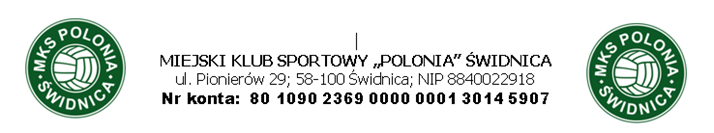 MKS POLONIA
ŚWIDNICA
MIEJSKI KLUB SPORTOWY „POLONIA” ŚWIDNICA
ul. Pionierów 29; 58-100 Świdnica; NIP 8840022918
Nr konta: 80 1090 2369 0000 0001 3014 5907
MKS POLONIA
ŚWIDNICA